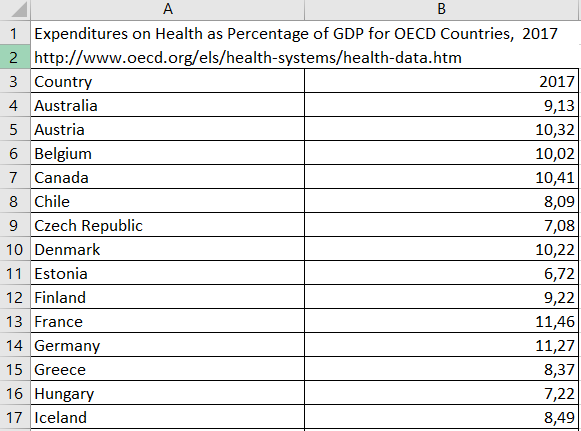 A B
1 Expenditures on Health as Percentage of GDP for OECD Countries, 2017
2 http://www.oecd.org/els/health-systems/health-data.htm
3 Country 2017
4 Australia 9,13
5 Austria 10,32
6 Belgium 10,02
7 Canada 10,41
8 Chile 8,09
9 Czech Republic 7,08
10 Denmark 10,22
11 Estonia 6,72
12 Finland 9,22
13 France 11,46
14 Germany 11,27
15 Greece 8,37
16 Hungary 7,22
17 Iceland 8,49